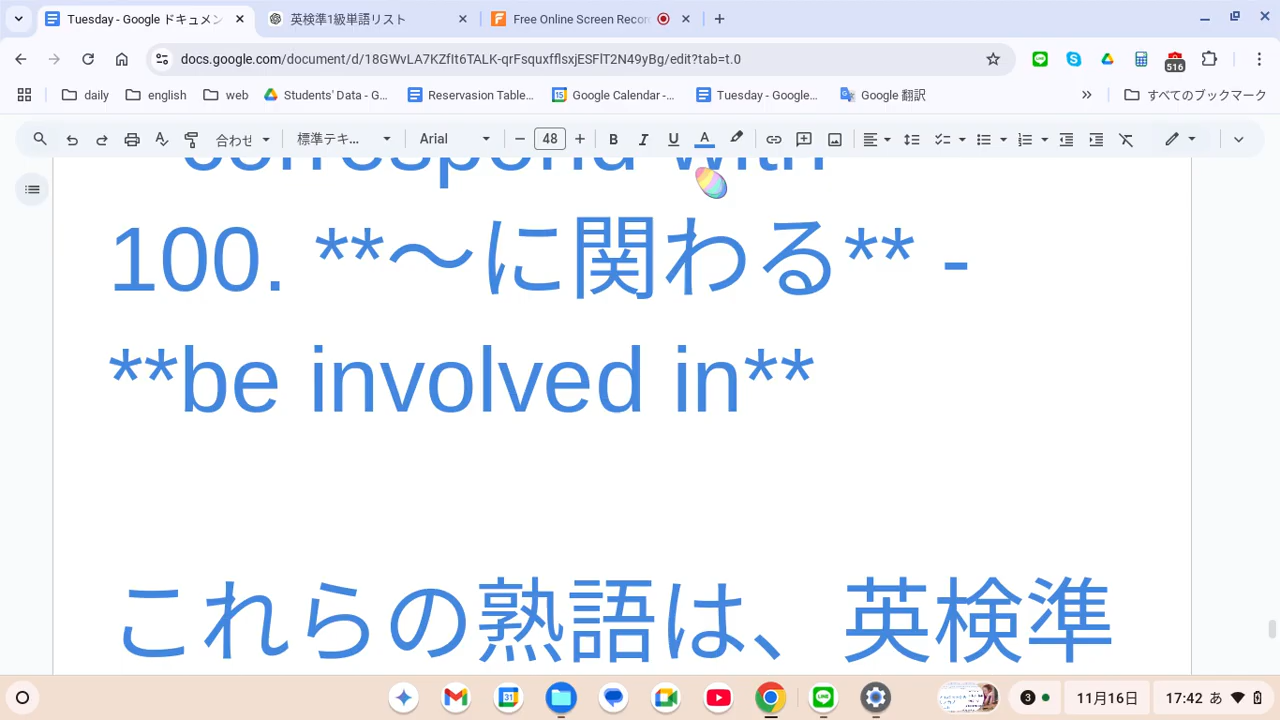 Tuesday - Google ドキュメン
英検準1級単語リスト
Free Online Screen Recor
docs.google.com/document/d/18GWvLA7KZfIt6TALK-qrFsquxfflsxjESFlT2N49yBg/edit?tab=t.0
516
daily
english
web
Students' Data - G...
Reservasion Table...
Google Calendar -...
Tuesday - Google...
Google 翻訳
すべてのブックマーク
合わせ
標準テキ...
Arial
48
correspond with
100. **〜に関わる** -
**be involved in**
これらの熟語は、英検準
3
11月16日
17:42 あ